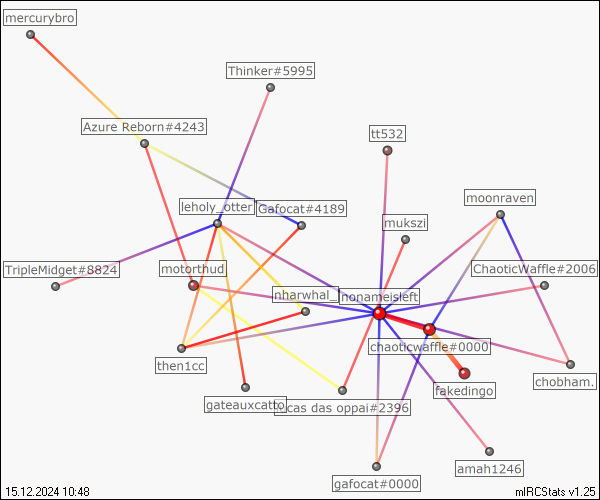 mercurybro
Thinker#5995
Azure Reborn#4243
tt532
moonraven
leholy_otter
Gafocat#4189
mukszi
TripleMidget#8824
motorthud
ChaoticWaffle#2006
nharwhal_
nonameisleft
chaoticwaffle#0000
then1cc
chobham.
fakedingo
gateauxcatto
cas das oppai#2396
amah1246
gafocat#0000
15.12.2024 10:48
mIRCStats v1.25